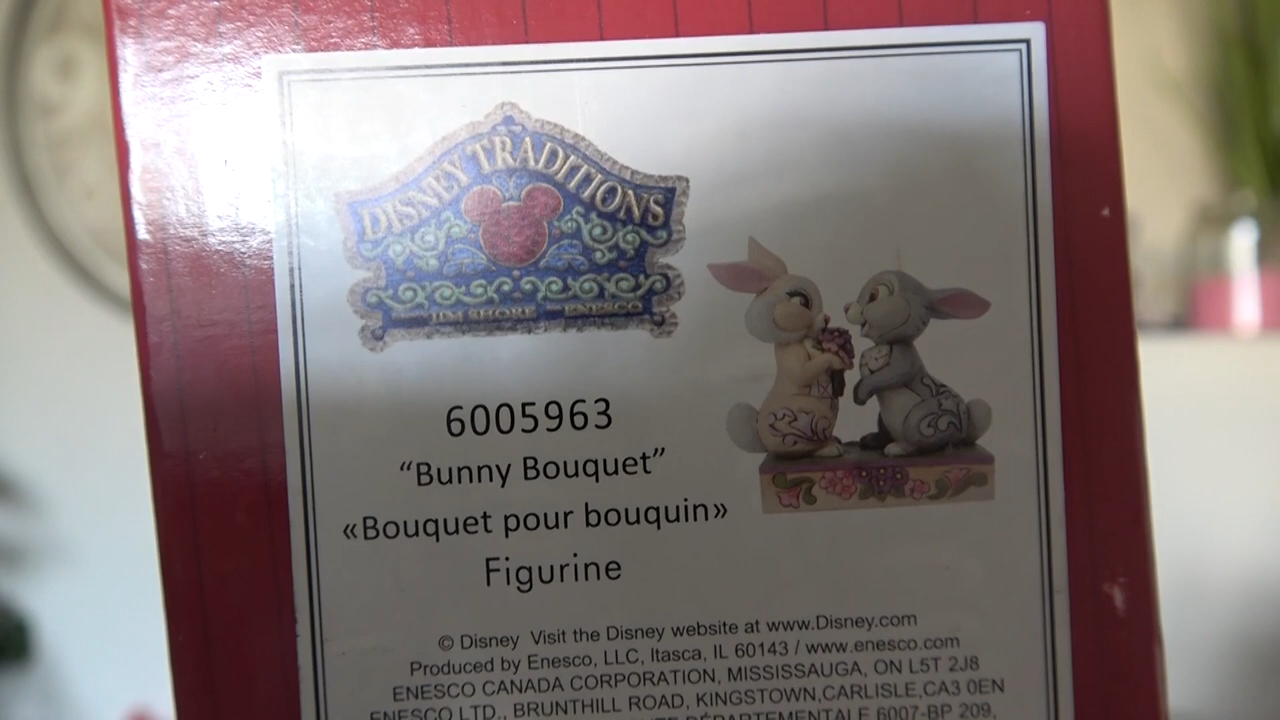 DISNEY TRADITIONS
JIM SHORE ENESCO
6005963
“Bunny Bouquet”
«Bouquet pour bouquin»
Figurine
© Disney Visit the Disney website at www.Disney.com
Produced by Enesco, LLC, Itasca, IL 60143 / www.enesco.com
ENESCO CANADA CORPORATION, MISSISSAUGA, ON L5T 2J8
ENESCO LTD., BRUNTHILL ROAD, KINGSTOWN,CARLISLE,CA3 0EN
DÉPARTEMENTALE 6007-BP 209,